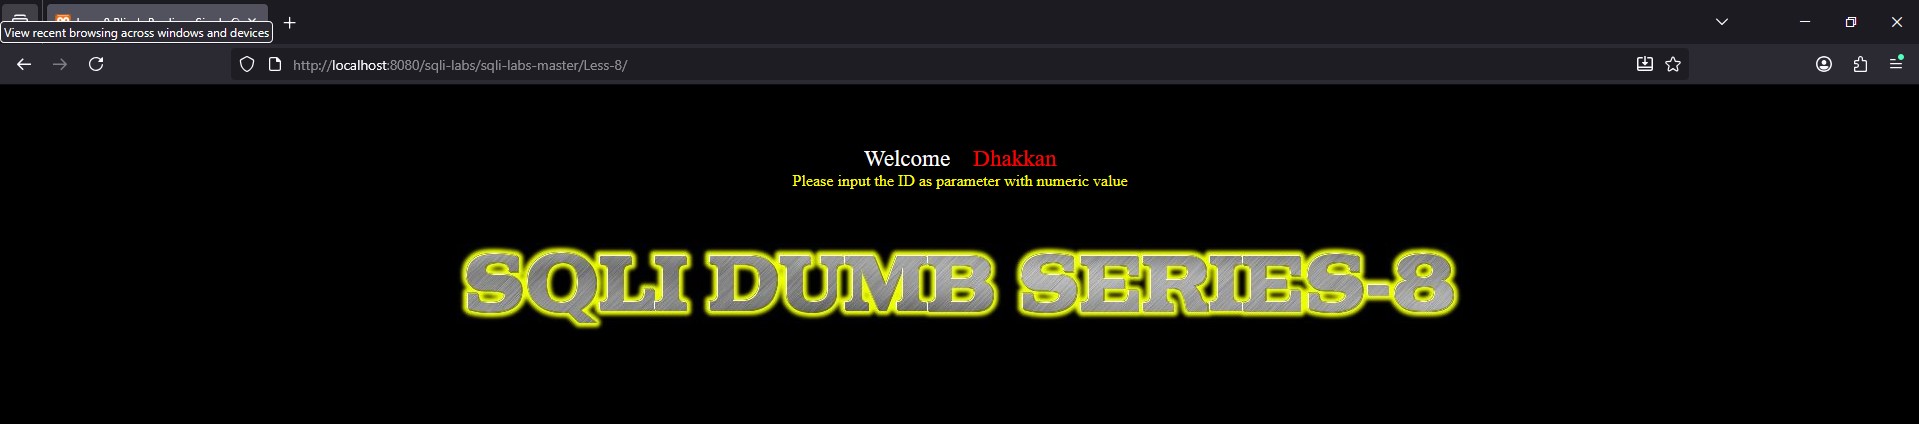 View recent browsing across windows and devices
http://localhost:8080/sqli-labs/sqli-labs-master/Less-8/
Welcome Dhakkan
Please input the ID as parameter with numeric value
SQLI DUMB SERIES-8